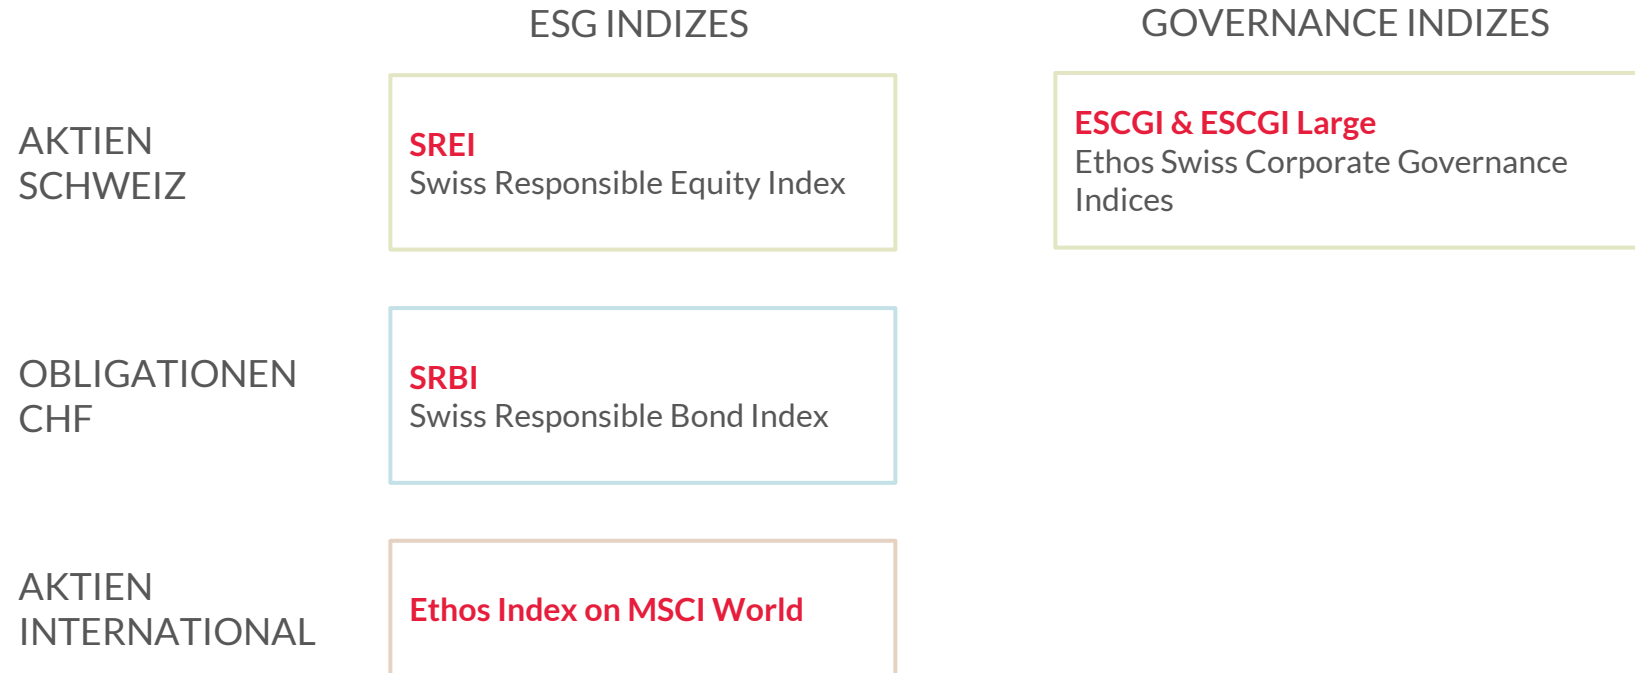 ESG INDIZES
GOVERNANCE INDIZES
AKTIEN
SCHWEIZ
SREI
Swiss Responsible Equity Index
ESCGI & ESCGI Large
Ethos Swiss Corporate Governance
Indices
OBLIGATIONEN
CHF
SRBI
Swiss Responsible Bond Index
AKTIEN
INTERNATIONAL
Ethos Index on MSCI World